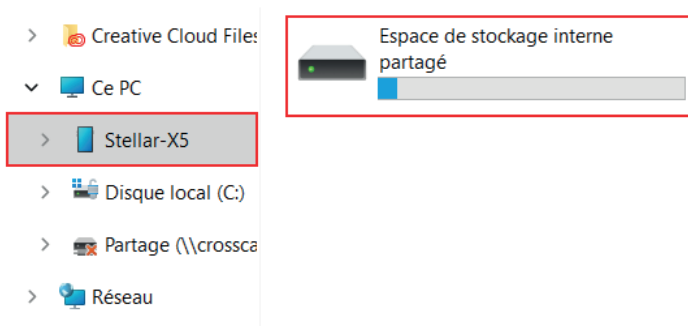 Creative Cloud Files
Ce PC
Stellar-X5
Disque local (C:)
Partage (\\crossca
Réseau
Espace de stockage interne
partagé